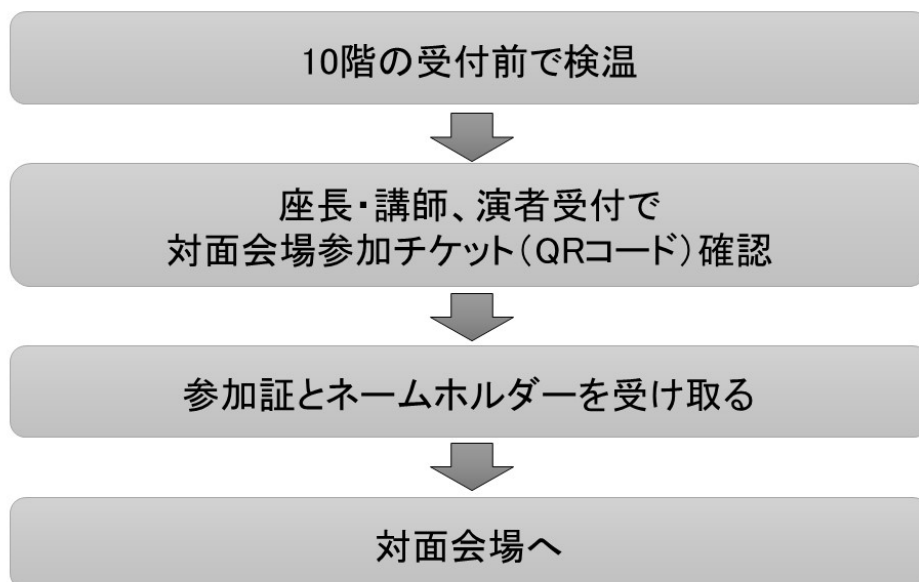 10階の受付前で検温
座長・講師、演者受付で
対面会場参加チケット（QRコード）確認
参加証とネームホルダーを受け取る
対面会場へ